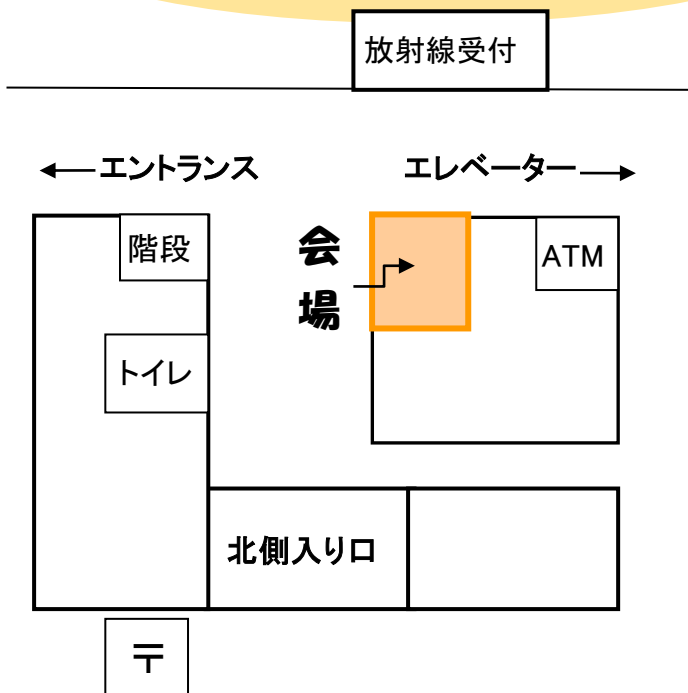 放射線受付
エントランス
エレベーター
階段
会場
ATM
トイレ
北側入り口
〒